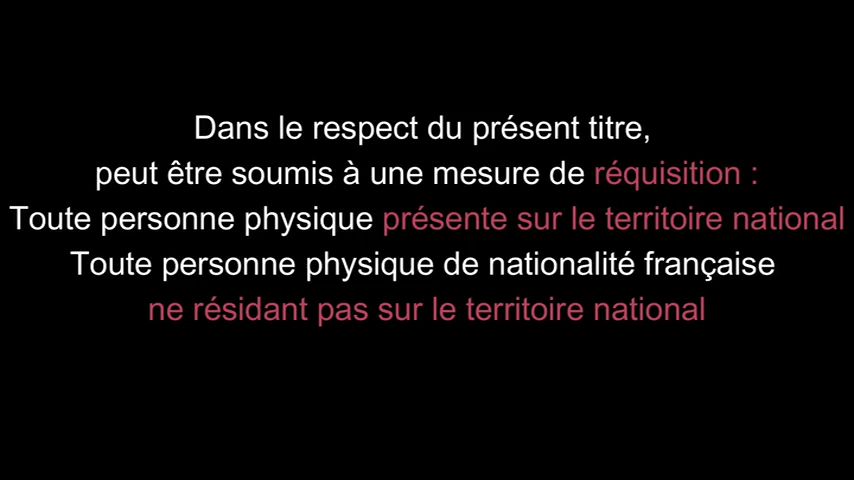 Dans le respect du présent titre,
peut être soumis à une mesure de réquisition :
Toute personne physique présente sur le territoire national
Toute personne physique de nationalité française
ne résidant pas sur le territoire national